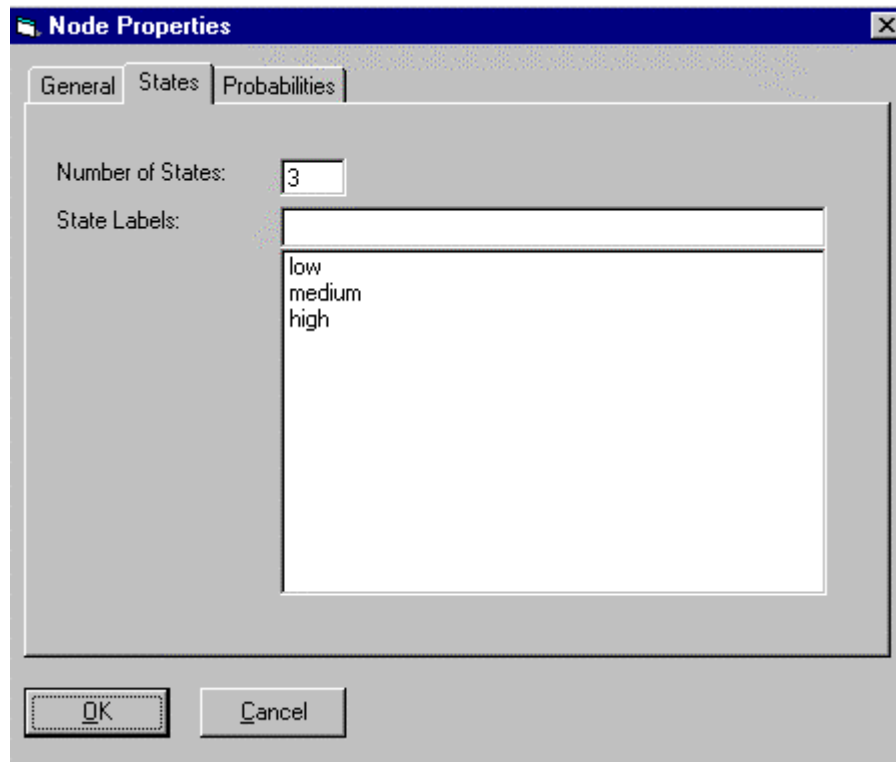 Node Properties
General States Probabilities
Number of States: 3
State Labels:
low
medium
high
OK Cancel